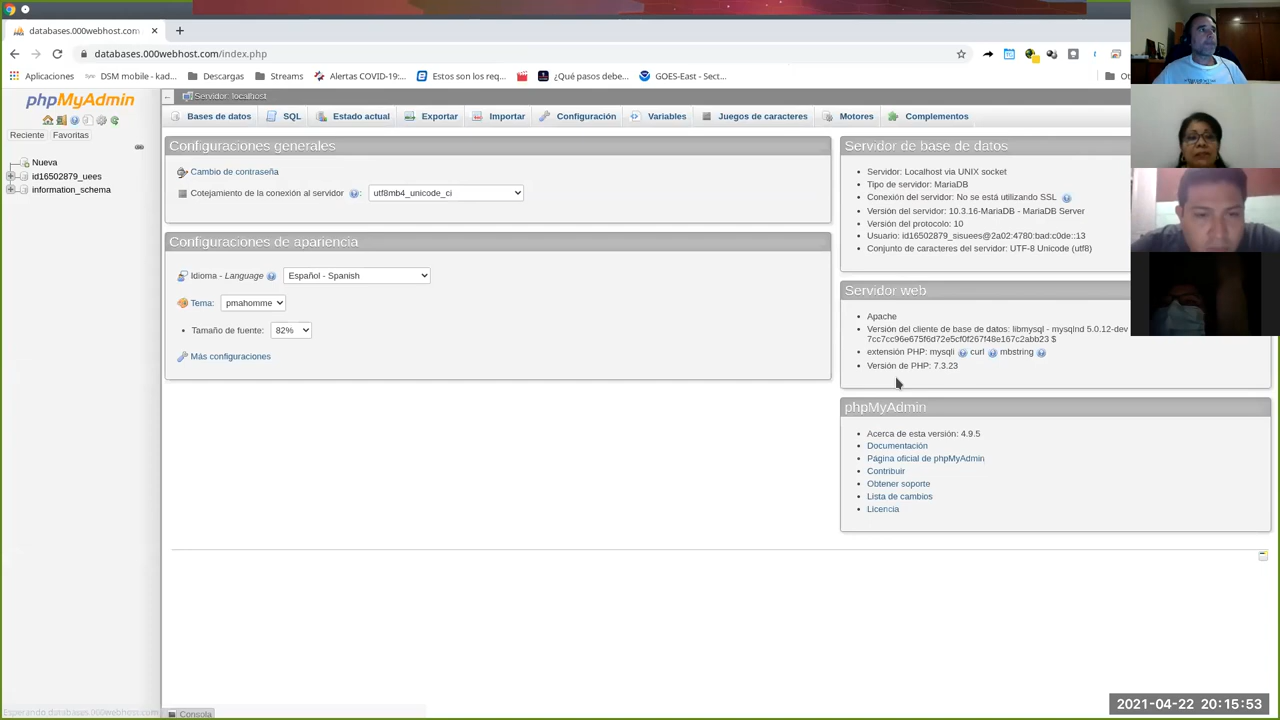 databases.000webhost.com
databases.000webhost.com/index.php
Aplicaciones
DSM mobile - kad...
Descargas
Streams
Alertas COVID-19:...
Estos son los req...
¿Qué pasos debe...
GOES-East - Sect...
phpMyAdmin
Reciente
Favoritas
Nueva
id16502879_uees
information_schema
Servidor: localhost
Bases de datos
SQL
Estado actual
Exportar
Importar
Configuración
Variables
Juegos de caracteres
Motores
Complementos
Configuraciones generales
Cambio de contraseña
Cotejamiento de la conexión al servidor : utf8mb4_unicode_ci
Configuraciones de apariencia
Idioma - Language Español - Spanish
Tema: pmahomme
Tamaño de fuente: 82%
Más configuraciones
Servidor de base de datos
Servidor: Localhost via UNIX socket
Tipo de servidor: MariaDB
Conexión del servidor: No se está utilizando SSL
Versión del servidor: 10.3.16-MariaDB - MariaDB Server
Versión del protocolo: 10
Usuario: id16502879_sisuees@2a02:4780:bad:c0de::13
Conjunto de caracteres del servidor: UTF-8 Unicode (utf8)
Servidor web
Apache
Versión del cliente de base de datos: libmysql - mysqlnd 5.0.12-dev
7cc7cc96e675f6d72e5cf0f267f48e167c2abb23 $
extensión PHP: mysqli curl mbstring
Versión de PHP: 7.3.23
phpMyAdmin
Acerca de esta versión: 4.9.5
Documentación
Página oficial de phpMyAdmin
Contribuir
Obtener soporte
Lista de cambios
Licencia
Esperando databases.000webhost.com...
Consola
2021-04-22 20:15:53